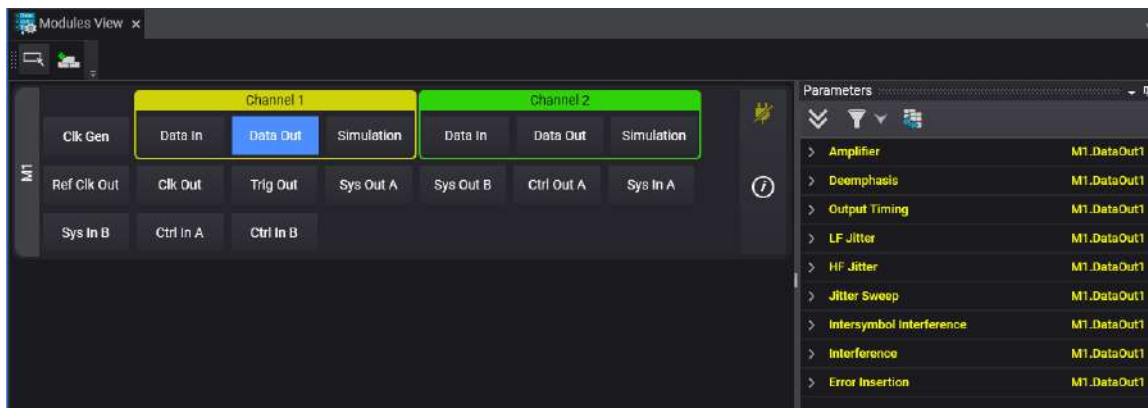 Modules View x
Channel 1
Channel 2
Clk Gen
Data In
Data Out
Simulation
Data In
Data Out
Simulation
M1
Ref Clk Out
Clk Out
Trig Out
Sys Out A
Sys Out B
Ctrl Out A
Sys In A
Sys In B
Ctrl In A
Ctrl In B
Parameters
Amplifier M1.DataOut1
Deemphasis M1.DataOut1
Output Timing M1.DataOut1
LF Jitter M1.DataOut1
HF Jitter M1.DataOut1
Jitter Sweep M1.DataOut1
Intersymbol Interference M1.DataOut1
Interference M1.DataOut1
Error Insertion M1.DataOut1